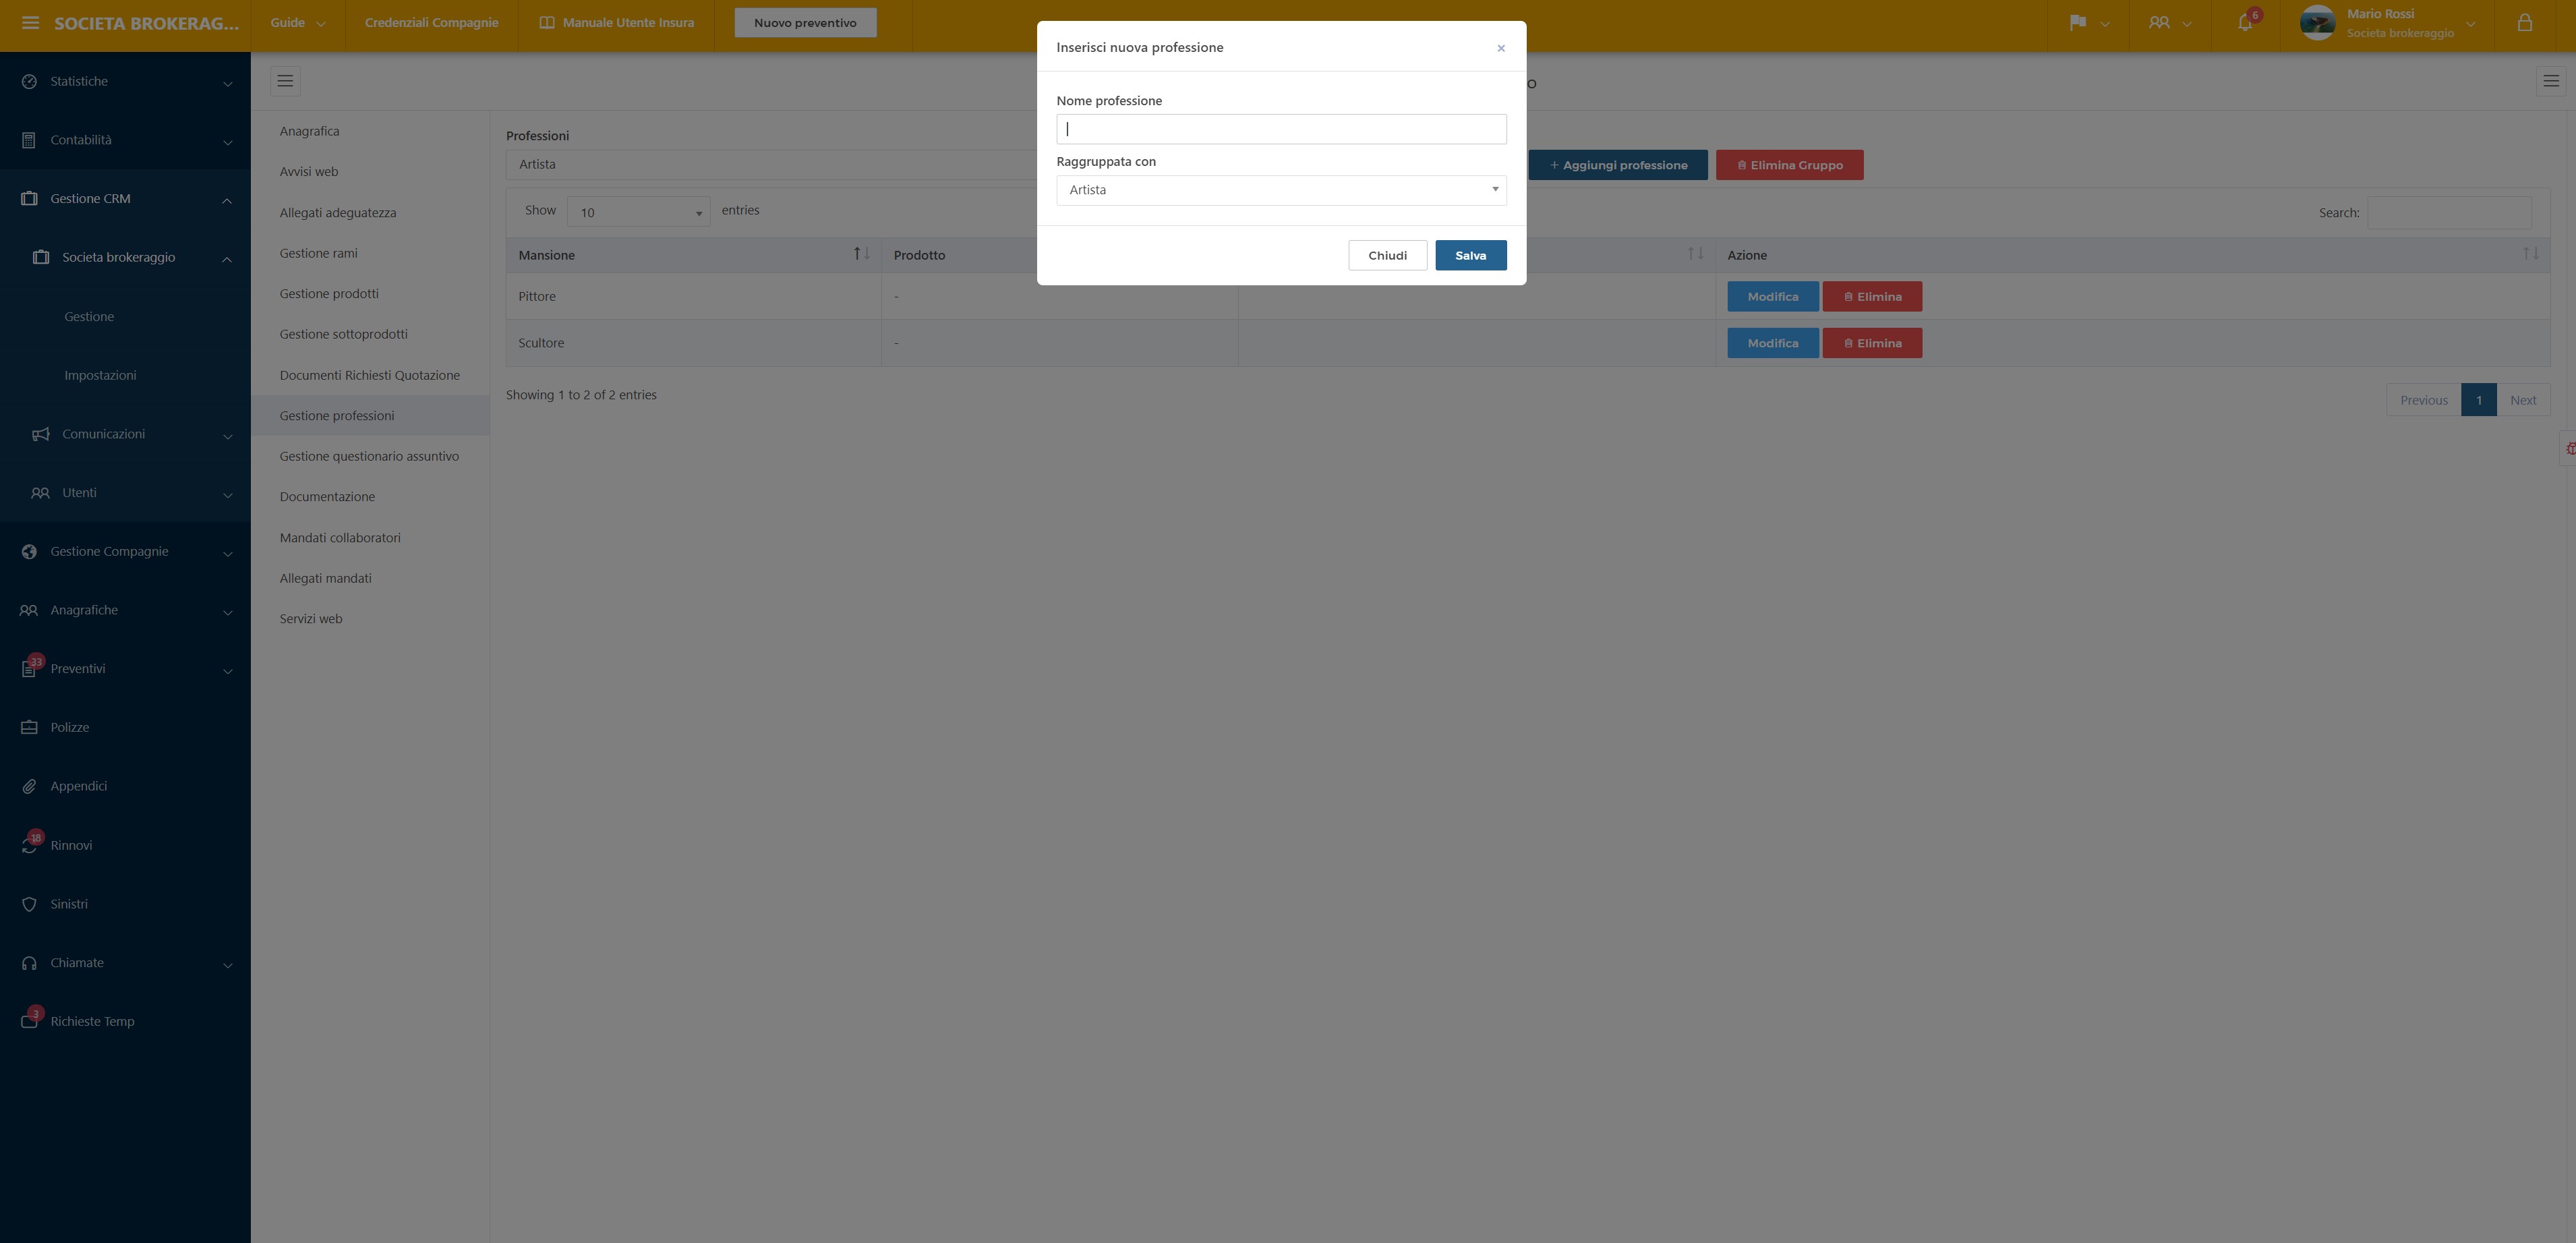 SOCIETA BROKERAG...
Guide
Credenziali Compagnie
Manuale Utente Insura
Nuovo preventivo
6
Mario Rossi
Societa brokeraggio
Statistiche
Contabilità
Gestione CRM
Societa brokeraggio
Gestione
Impostazioni
Comunicazioni
Utenti
Gestione Compagnie
Anagrafiche
33
Preventivi
Polizze
Appendici
18
Rinnovi
Sinistri
Chiamate
3
Richieste Temp
Anagrafica
Avvisi web
Allegati adeguatezza
Gestione rami
Gestione prodotti
Gestione sottoprodotti
Documenti Richiesti Quotazione
Gestione professioni
Gestione questionario assuntivo
Documentazione
Mandati collaboratori
Allegati mandati
Servizi web
o
Professioni
Artista
+ Aggiungi professione
Elimina Gruppo
Show 10 entries
Search:
Mansione Prodotto Azione
Pittore - Modifica Elimina
Scultore - Modifica Elimina
Showing 1 to 2 of 2 entries
Previous 1 Next
Inserisci nuova professione
×
Nome professione
Raggruppata con
Artista
Chiudi
Salva